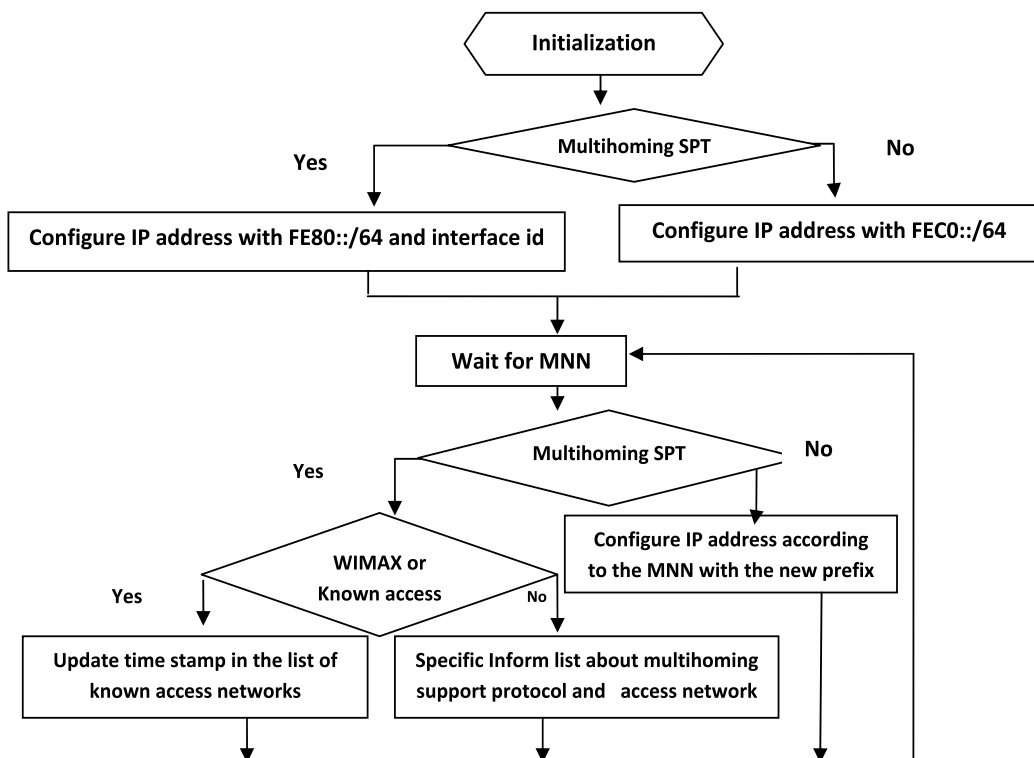 Initialization
Multihoming SPT
Yes
No
Configure IP address with FE80::/64 and interface id
Configure IP address with FEC0::/64
Wait for MNN
Multihoming SPT
No
Yes
Configure IP address according
to the MNN with the new prefix
WIMAX or
Known access
Yes
No
Update time stamp in the list of
known access networks
Specific Inform list about multihoming
support protocol and access network